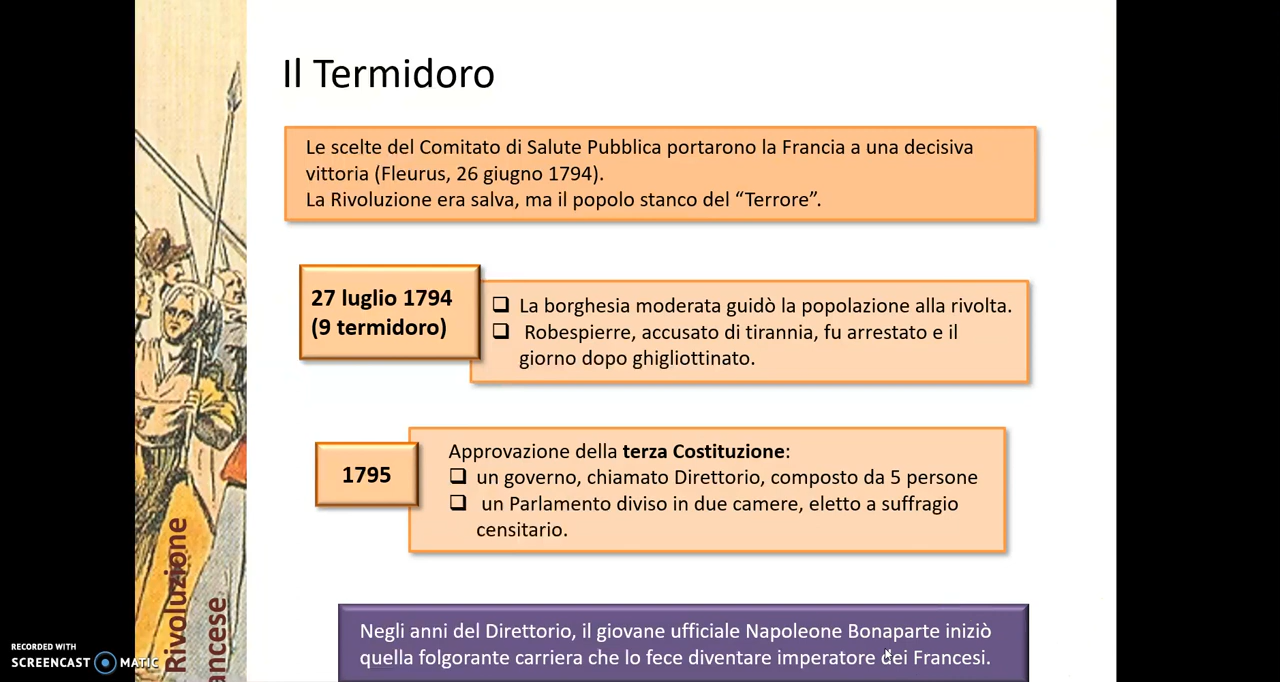 Il Termidoro
Le scelte del Comitato di Salute Pubblica portarono la Francia a una decisiva
vittoria (Fleurus, 26 giugno 1794).
La Rivoluzione era salva, ma il popolo stanco del “Terrore”.
27 luglio 1794
(9 termidoro)
La borghesia moderata guidò la popolazione alla rivolta.
Robespierre, accusato di tirannia, fu arrestato e il
giorno dopo ghigliottinato.
1795
Approvazione della terza Costituzione:
un governo, chiamato Direttorio, composto da 5 persone
un Parlamento diviso in due camere, eletto a suffragio
censitario.
Negli anni del Direttorio, il giovane ufficiale Napoleone Bonaparte iniziò
quella folgorante carriera che lo fece diventare imperatore dei Francesi.
Rivoluzione
ancese
RECORDED WITH
SCREENCAST MATIC